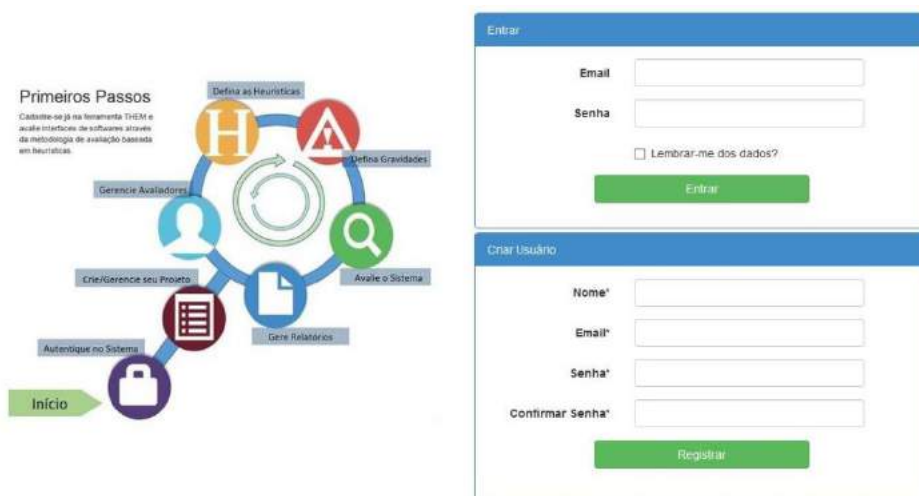 Primeiros Passos
Cadastre-se já na ferramenta THEM e
avalie interfaces de softwares através
da metodologia de avaliação baseada
em heurísticas.
Defina as Heurísticas
Defina Gravidades
Gerencie Avaliadores
Avalie o Sistema
Crie/Gerencie seu Projeto
Gere Relatórios
Autentique no Sistema
Início
Entrar
Email
Senha
Lembrar-me dos dados?
Entrar
Criar Usuário
Nome*
Email*
Senha*
Confirmar Senha*
Registrar